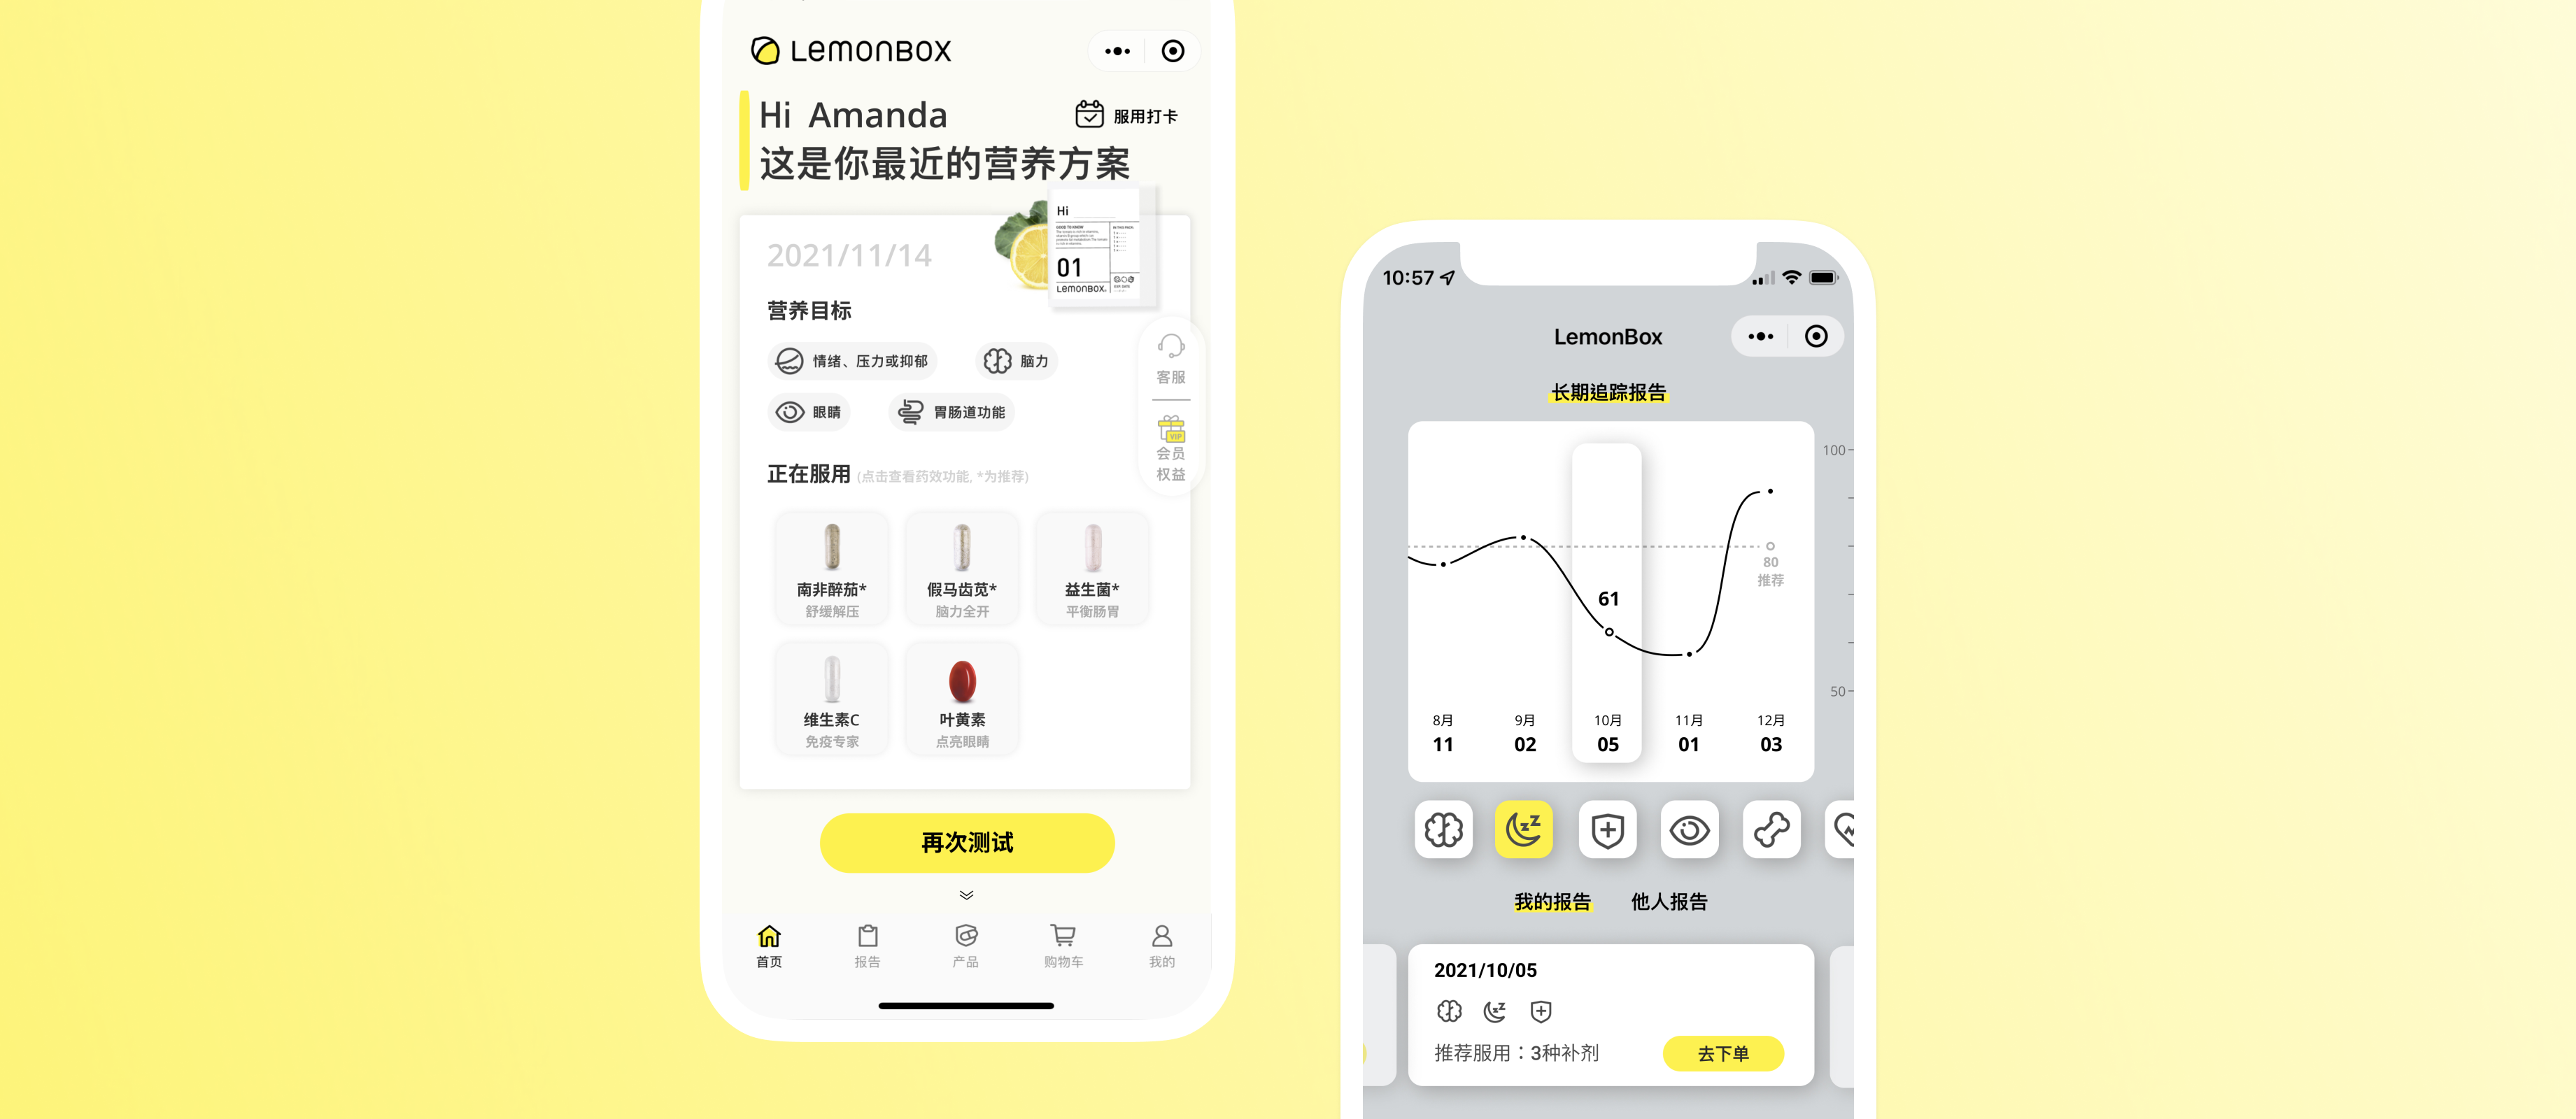 LemonBox
Hi Amanda
服用打卡
这是你最近的营养方案
2021/11/14
Hi
GOOD TO KNOW
IN THIS PACK:
01
LemonBox
营养目标
情绪、压力或抑郁
脑力
眼睛
胃肠道功能
客服
VIP
会员
权益
正在服用 (点击查看药效功能, *为推荐)
南非醉茄*
舒缓解压
假马齿苋*
脑力全开
益生菌*
平衡肠胃
维生素C
免疫专家
叶黄素
点亮眼睛
再次测试
首页
报告
产品
购物车
我的
10:57
LemonBox
长期追踪报告
100
80
推荐
61
50
8月
11
9月
02
10月
05
11月
01
12月
03
我的报告
他人报告
2021/10/05
推荐服用：3种补剂
去下单